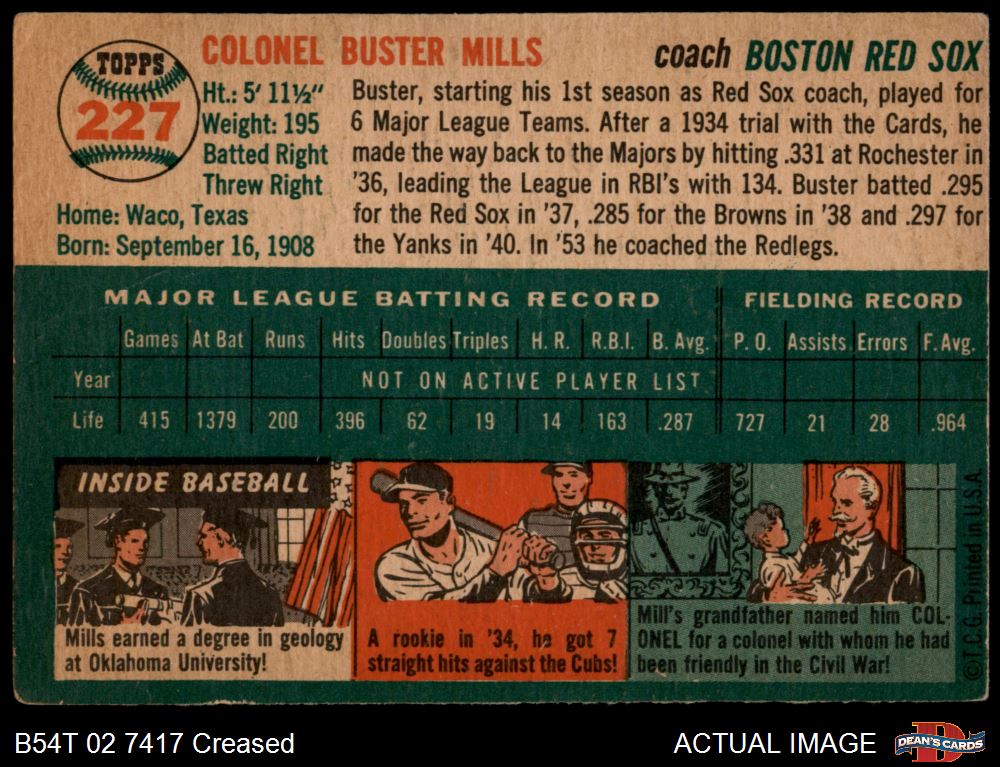 TOPPS
227
COLONEL BUSTER MILLS
coach BOSTON RED SOX
Ht.: 5' 11½"
Weight: 195
Batted Right
Threw Right
Home: Waco, Texas
Born: September 16, 1908
Buster, starting his 1st season as Red Sox coach, played for
6 Major League Teams. After a 1934 trial with the Cards, he
made the way back to the Majors by hitting .331 at Rochester in
'36, leading the League in RBI's with 134. Buster batted .295
for the Red Sox in '37, .285 for the Browns in '38 and .297 for
the Yanks in '40. In '53 he coached the Redlegs.
MAJOR LEAGUE BATTING RECORD FIELDING RECORD
Games At Bat Runs Hits Doubles Triples H. R. R.B.I. B. Avg. P. O. Assists Errors F. Avg.
Year NOT ON ACTIVE PLAYER LIST
Life 415 1379 200 396 62 19 14 163 .287 727 21 28 .964
INSIDE BASEBALL
Mills earned a degree in geology
at Oklahoma University!
A rookie in '34, he got 7
straight hits against the Cubs!
Mill's grandfather named him COL-
ONEL for a colonel with whom he had
been friendly in the Civil War!
©T.C.G. Printed in U.S.A.
B54T 02 7417 Creased
ACTUAL IMAGE
D
DEAN'S CARDS